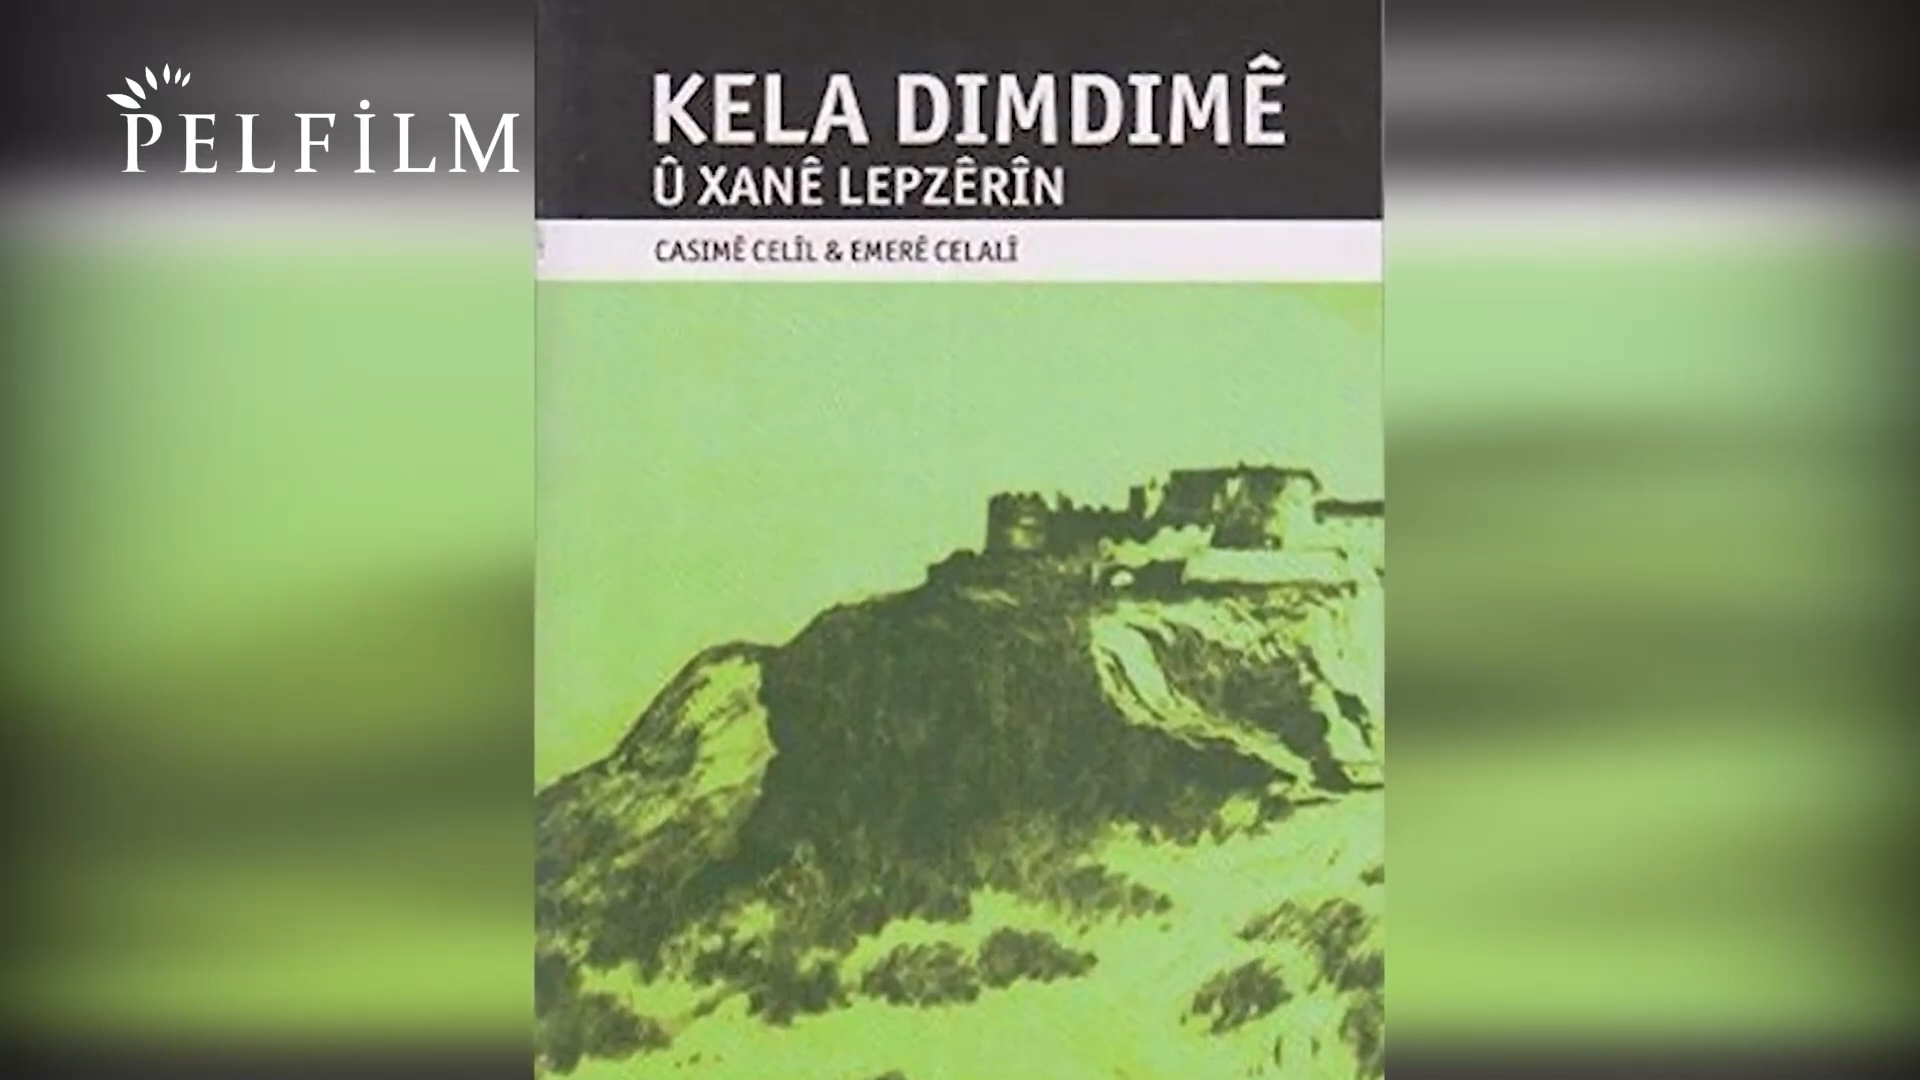 PELFİLM
KELA DIMDIMÊ
Û XANÊ LEPZÊRÎN
CASIMÊ CELÎL & EMERÊ CELALÎ